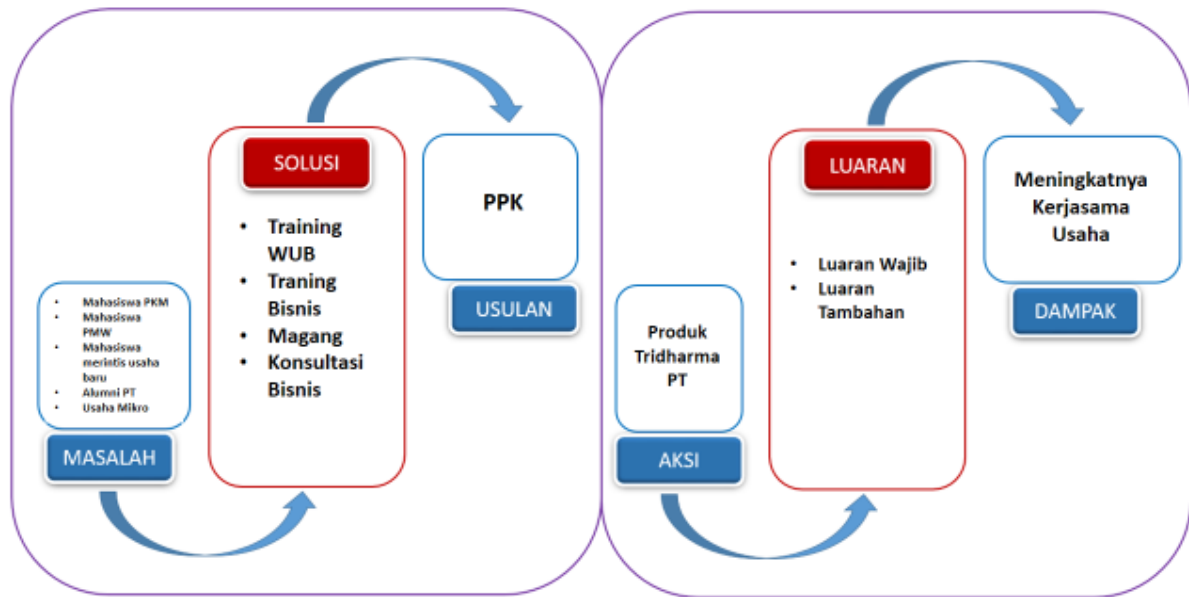 Mahasiswa PKM
Mahasiswa
PMW
Mahasiswa
merintis usaha
baru
Alumni PT
Usaha Mikro
MASALAH
SOLUSI
Training
WUB
Traning
Bisnis
Magang
Konsultasi
Bisnis
PPK
USULAN
Produk
Tridharma
PT
AKSI
LUARAN
Luaran Wajib
Luaran
Tambahan
Meningkatnya
Kerjasama
Usaha
DAMPAK